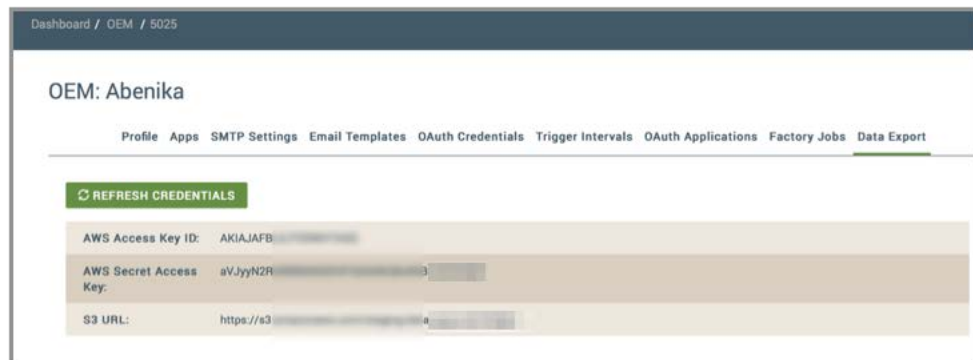 Dashboard / OEM / 5025
OEM: Abenika
Profile Apps SMTP Settings Email Templates OAuth Credentials Trigger Intervals OAuth Applications Factory Jobs Data Export
REFRESH CREDENTIALS
AWS Access Key ID: AKIAJAFB
AWS Secret Access Key: aVJyyN2R
S3 URL: https://s3